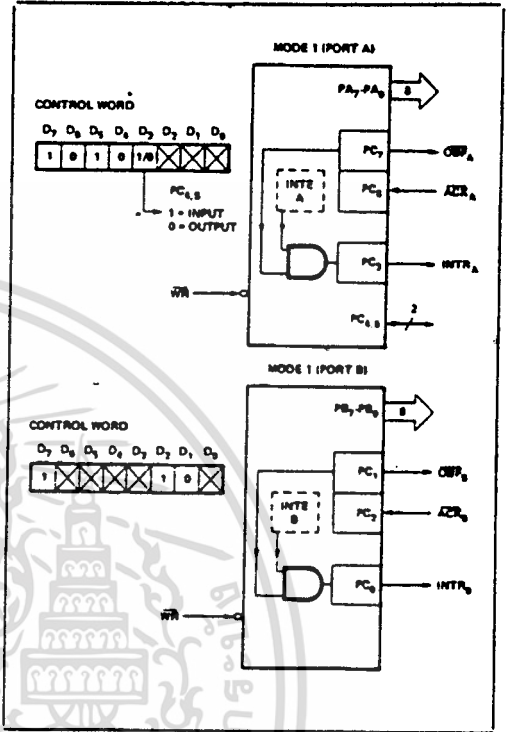 MODE 1 (PORT A)
PA7-PA0
8
CONTROL WORD
D7 D6 D5 D4 D3 D2 D1 D0
1 0 1 0 1/0
PC4,5
1 = INPUT
0 = OUTPUT
PC7
OBFA
INTE
A
PC6
ACKA
PC3
INTRA
WR
PC4,5
2
MODE 1 (PORT B)
PB7-PB0
8
CONTROL WORD
D7 D6 D5 D4 D3 D2 D1 D0
1 1 0
PC1
OBFB
INTE
B
PC2
ACKB
PC0
INTRB
WR